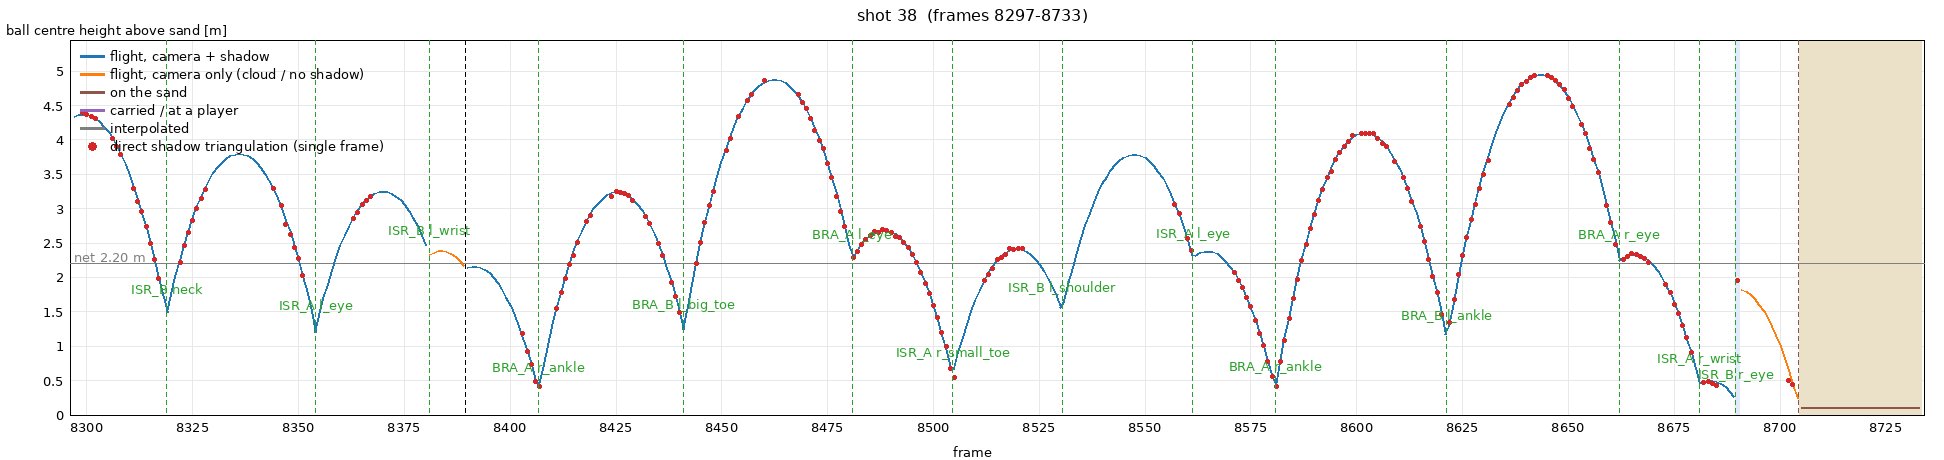 shot 38  (frames 8297-8733)
ball centre height above sand [m]
flight, camera + shadow
flight, camera only (cloud / no shadow)
on the sand
carried / at a player
interpolated
direct shadow triangulation (single frame)
5
4.5
4
3.5
3
2.5
2
1.5
1
0.5
0
net 2.20 m
ISR_B neck
ISR_A l_eye
ISR_B l_wrist
BRA_A r_ankle
BRA_B l_big_toe
BRA_A l_eye
ISR_A r_small_toe
ISR_B l_shoulder
ISR_A l_eye
BRA_A r_ankle
BRA_B l_ankle
BRA_A r_eye
ISR_A r_wrist
ISR_B r_eye
8300 8325 8350 8375 8400 8425 8450 8475 8500 8525 8550 8575 8600 8625 8650 8675 8700 8725
frame